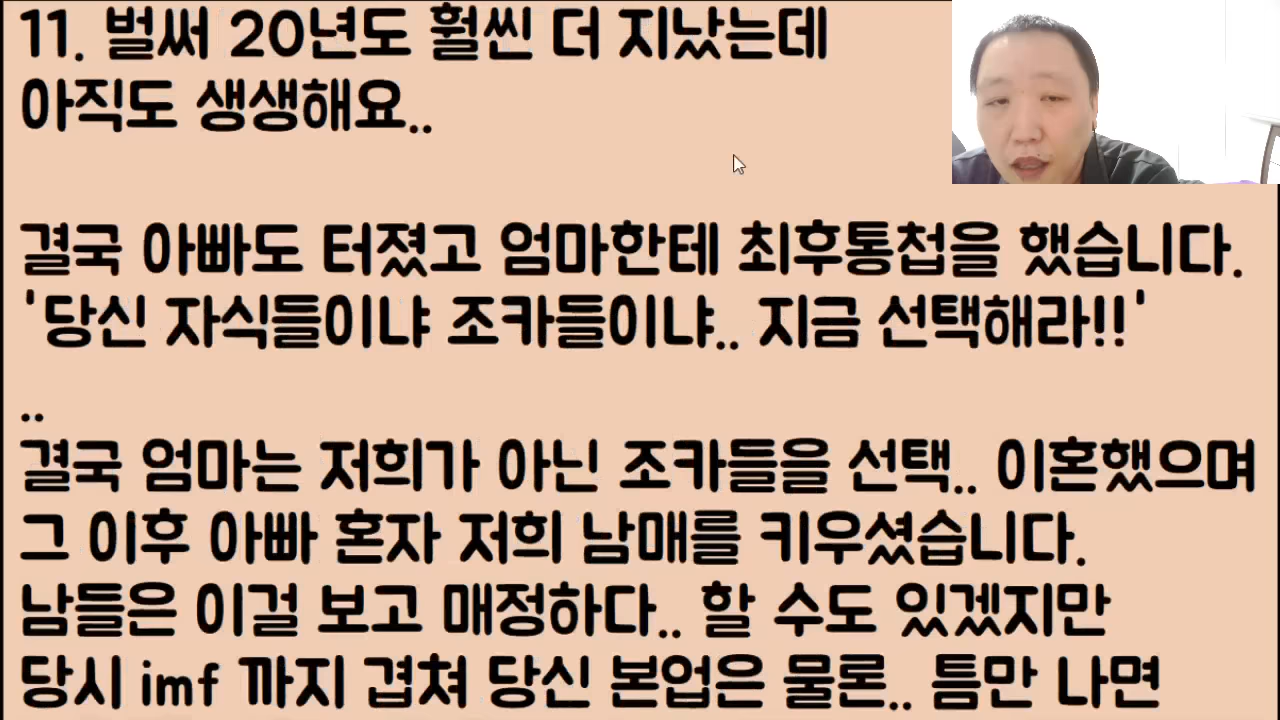 11. 벌써 20년도 훨씬 더 지났는데
아직도 생생해요..
결국 아빠도 터졌고 엄마한테 최후통첩을 했습니다.
'당신 자식들이냐 조카들이냐.. 지금 선택해라!!'
..
결국 엄마는 저희가 아닌 조카들을 선택.. 이혼했으며
그 이후 아빠 혼자 저희 남매를 키우셨습니다.
남들은 이걸 보고 매정하다.. 할 수도 있겠지만
당시 imf 까지 겹쳐 당신 본업은 물론.. 틈만 나면